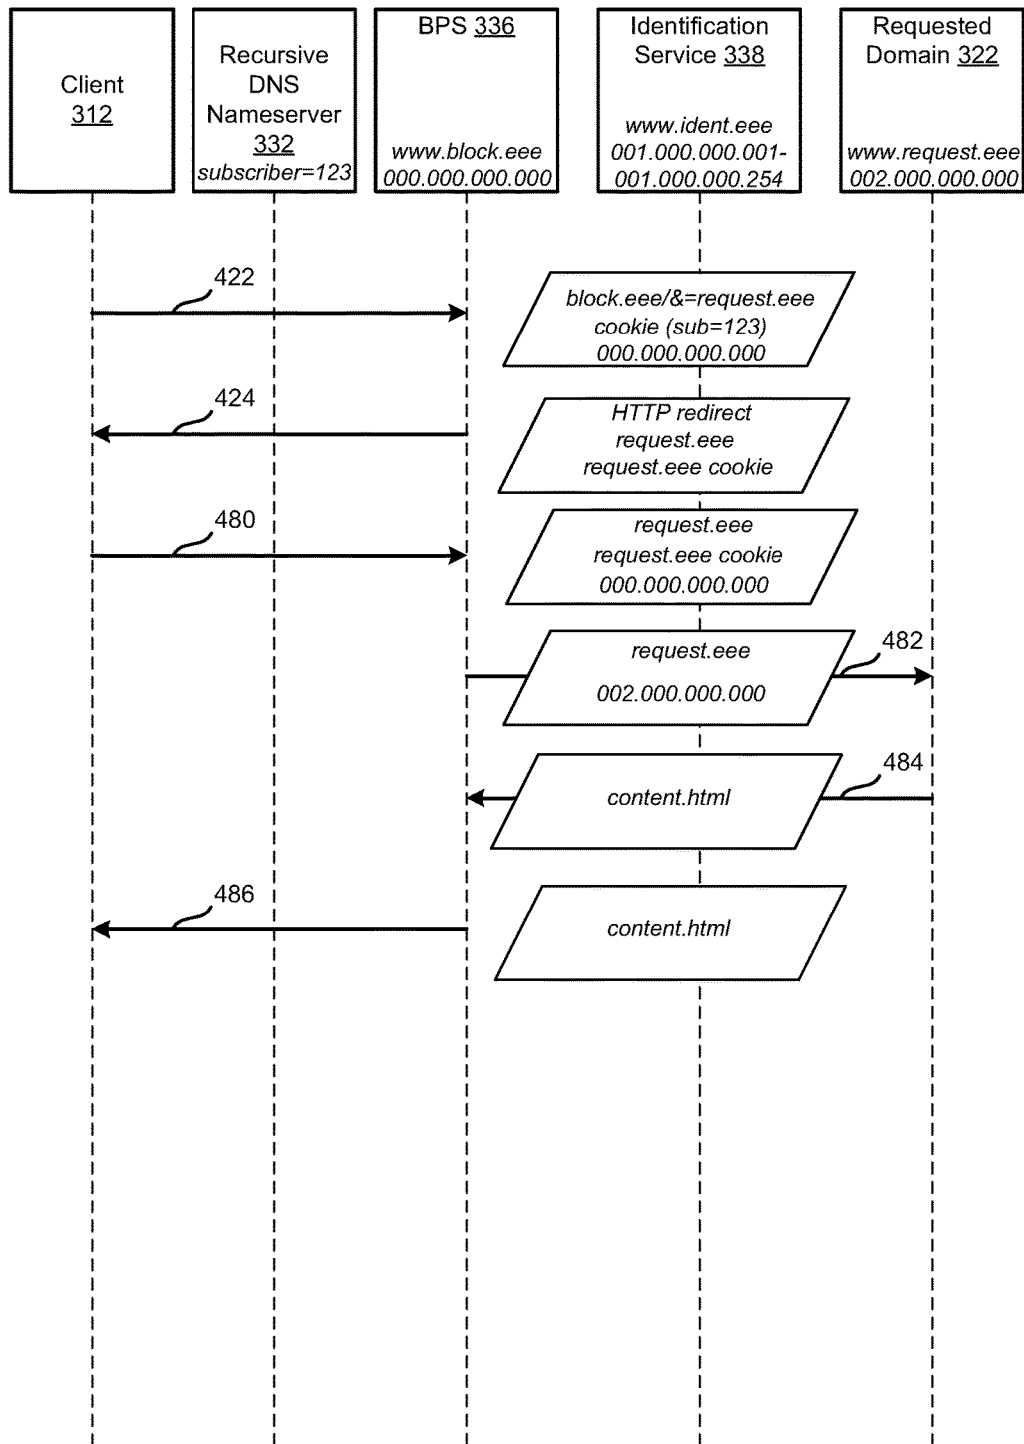 Client
312
Recursive
DNS
Nameserver
332
subscriber=123
BPS 336
www.block.eee
000.000.000.000
Identification
Service 338
www.ident.eee
001.000.000.001-
001.000.000.254
Requested
Domain 322
www.request.eee
002.000.000.000
422
block.eee/&=request.eee
cookie (sub=123)
000.000.000.000
424
HTTP redirect
request.eee
request.eee cookie
480
request.eee
request.eee cookie
000.000.000.000
request.eee
002.000.000.000
482
content.html
484
486
content.html